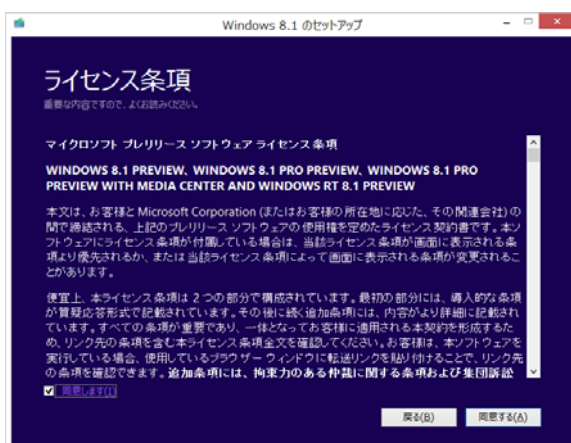 Windows 8.1 のセットアップ
ライセンス条項
重要な内容ですので、よくお読みください。
マイクロソフト プレリリース ソフトウェア ライセンス 条項
WINDOWS 8.1 PREVIEW、WINDOWS 8.1 PRO PREVIEW、WINDOWS 8.1 PRO
PREVIEW WITH MEDIA CENTER AND WINDOWS RT 8.1 PREVIEW
本文は、お客様と Microsoft Corporation (またはお客様の所在地に応じた、その関連会社) の
間で締結される、上記のプレリリース ソフトウェアの使用権を定めたライセンス契約書です。本ソ
フトウェアにライセンス条項が付属している場合は、当該ライセンス条項が画面に表示される条
項より優先されるか、または当該ライセンス条項によって画面に表示される条項が変更されるこ
とがあります。
便宜上、本ライセンス条項は 2 つの部分で構成されています。最初の部分には、導入的な条項
が質疑応答形式で記載されています。その後に続く追加条項には、内容がより詳細に記載され
ています。すべての条項が重要であり、一体となってお客様に適用される本契約を形成するた
め、リンク先の条項を含む本ライセンス条項全文を確認してください。お客様は、本ソフトウェアを
実行している場合、使用しているブラウザー ウィンドウに転送リンクを貼り付けることで、リンク先
の条項を確認できます。追加条項には、拘束力のある仲裁に関する条項および集団訴訟
同意します(I)
戻る(B)
同意する(A)